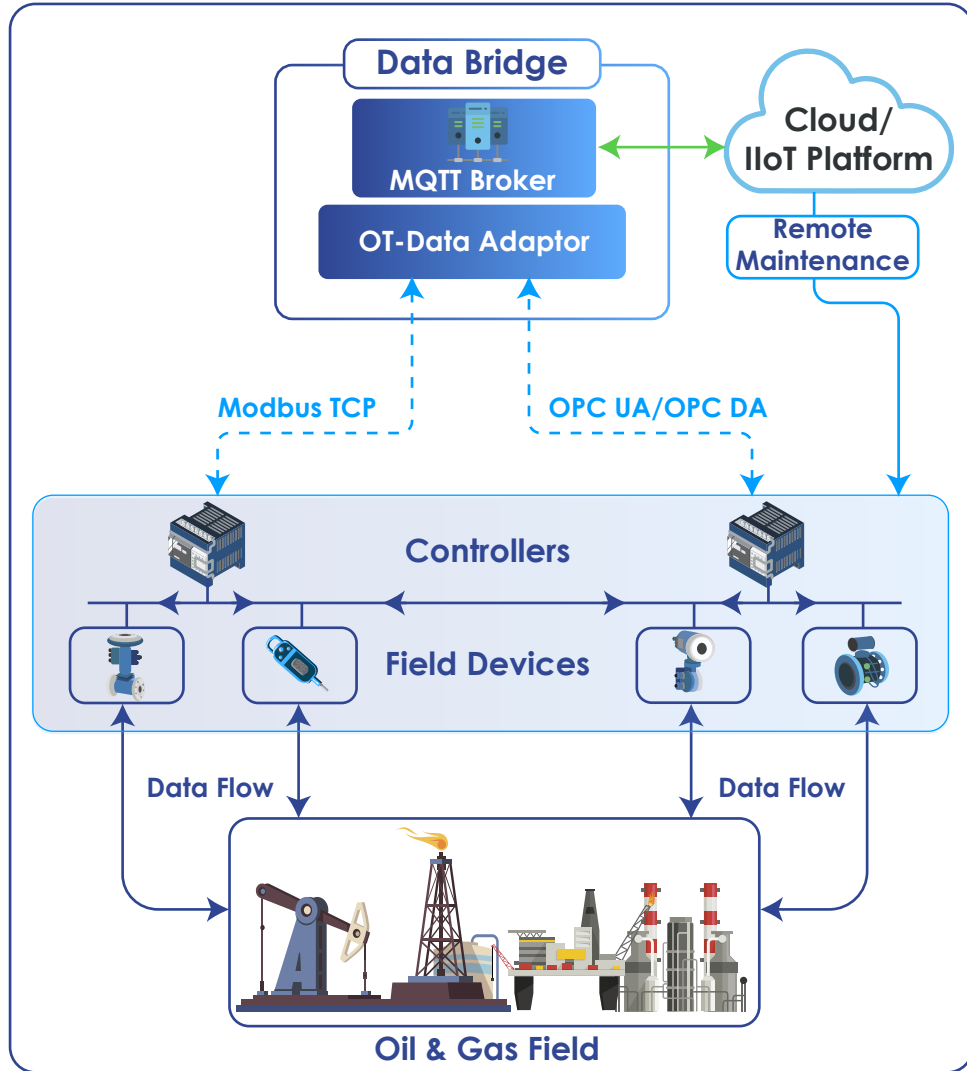 Data Bridge
MQTT Broker
OT-Data Adaptor
Cloud/
IIoT Platform
Remote
Maintenance
Modbus TCP
OPC UA/OPC DA
Controllers
Field Devices
Data Flow
Data Flow
Oil & Gas Field